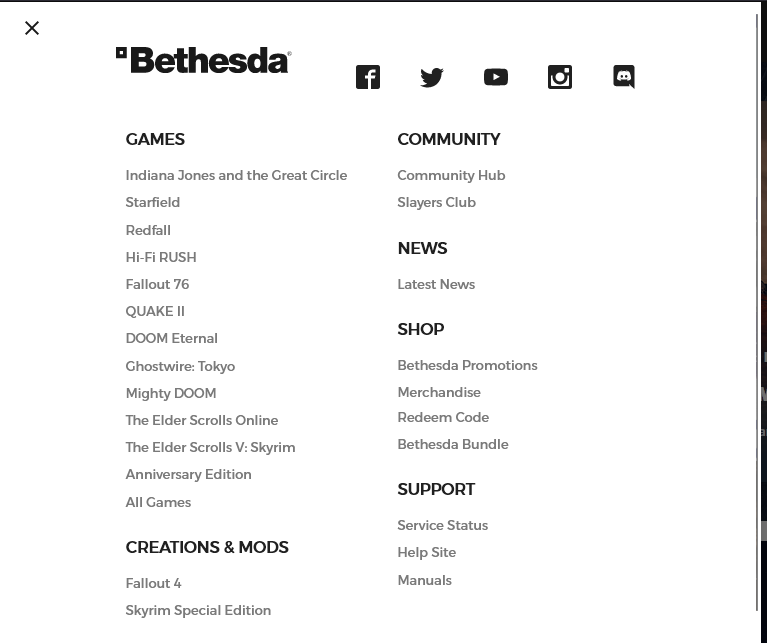 Bethesda
GAMES
Indiana Jones and the Great Circle
Starfield
Redfall
Hi-Fi RUSH
Fallout 76
QUAKE II
DOOM Eternal
Ghostwire: Tokyo
Mighty DOOM
The Elder Scrolls Online
The Elder Scrolls V: Skyrim
Anniversary Edition
All Games
CREATIONS & MODS
Fallout 4
Skyrim Special Edition
COMMUNITY
Community Hub
Slayers Club
NEWS
Latest News
SHOP
Bethesda Promotions
Merchandise
Redeem Code
Bethesda Bundle
SUPPORT
Service Status
Help Site
Manuals